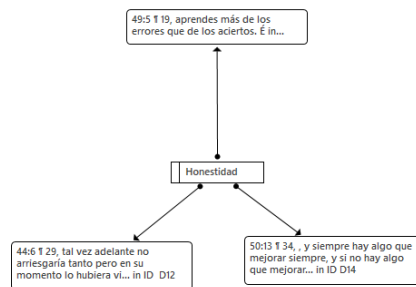 49:5 ¶ 19, aprendes más de los
errores que de los aciertos. É in...
Honestidad
44:6 ¶ 29, tal vez adelante no
arriesgaría tanto pero en su
momento lo hubiera vi... in ID D12
50:13 ¶ 34, , y siempre hay algo que
mejorar siempre, y si no hay algo
que mejorar... in ID D14